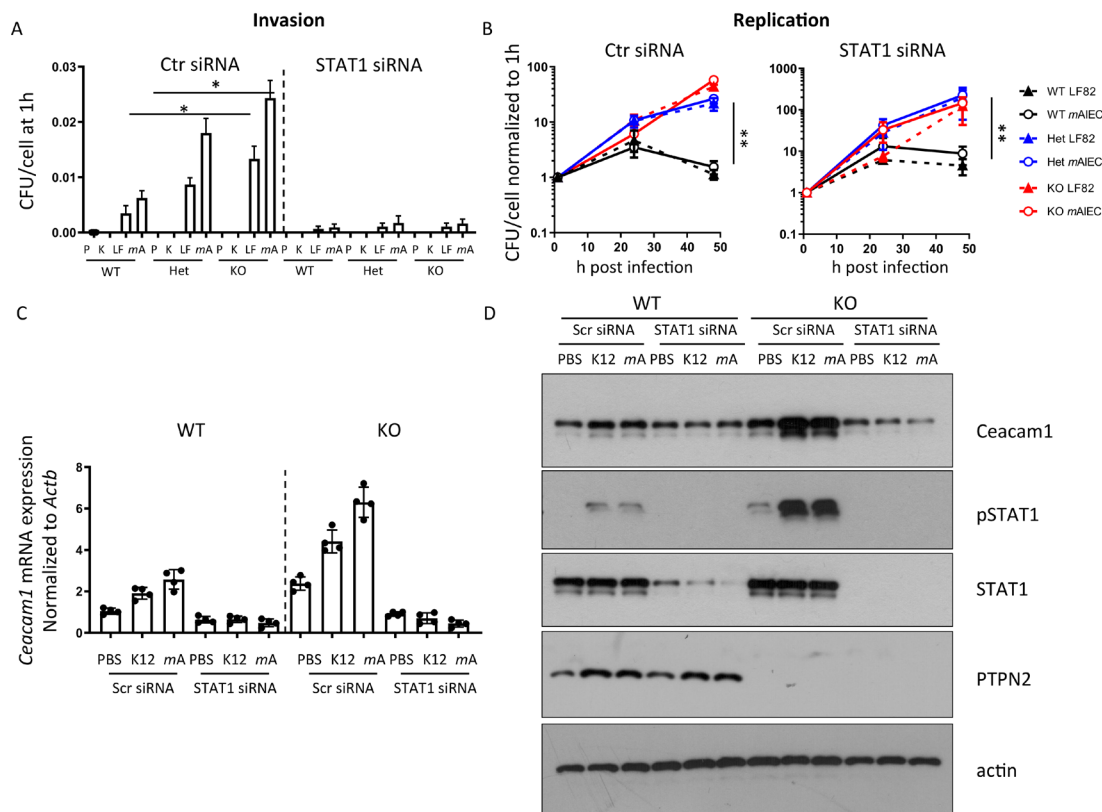 A
Invasion
Ctr siRNA STAT1 siRNA
CFU/cell at 1h
0.03
0.02
0.01
0.00
* *
P K LF mA P K LF mA P K LF mA P K LF mA P K LF mA P K LF mA
WT Het KO WT Het KO
B
Replication
Ctr siRNA STAT1 siRNA
CFU/cell normalized to 1h
100
10
1
0.1
0 10 20 30 40 50
h post infection
**
1000
100
10
1
0.1
0 10 20 30 40 50
h post infection
**
WT LF82
WT mAIEC
Het LF82
Het mAIEC
KO LF82
KO mAIEC
C
WT KO
Ceacam1 mRNA expression
Normalized to Actb
8
6
4
2
0
PBS K12 mA PBS K12 mA PBS K12 mA PBS K12 mA
Scr siRNA STAT1 siRNA Scr siRNA STAT1 siRNA
D
WT KO
Scr siRNA STAT1 siRNA Scr siRNA STAT1 siRNA
PBS K12 mA PBS K12 mA PBS K12 mA PBS K12 mA
Ceacam1
pSTAT1
STAT1
PTPN2
actin